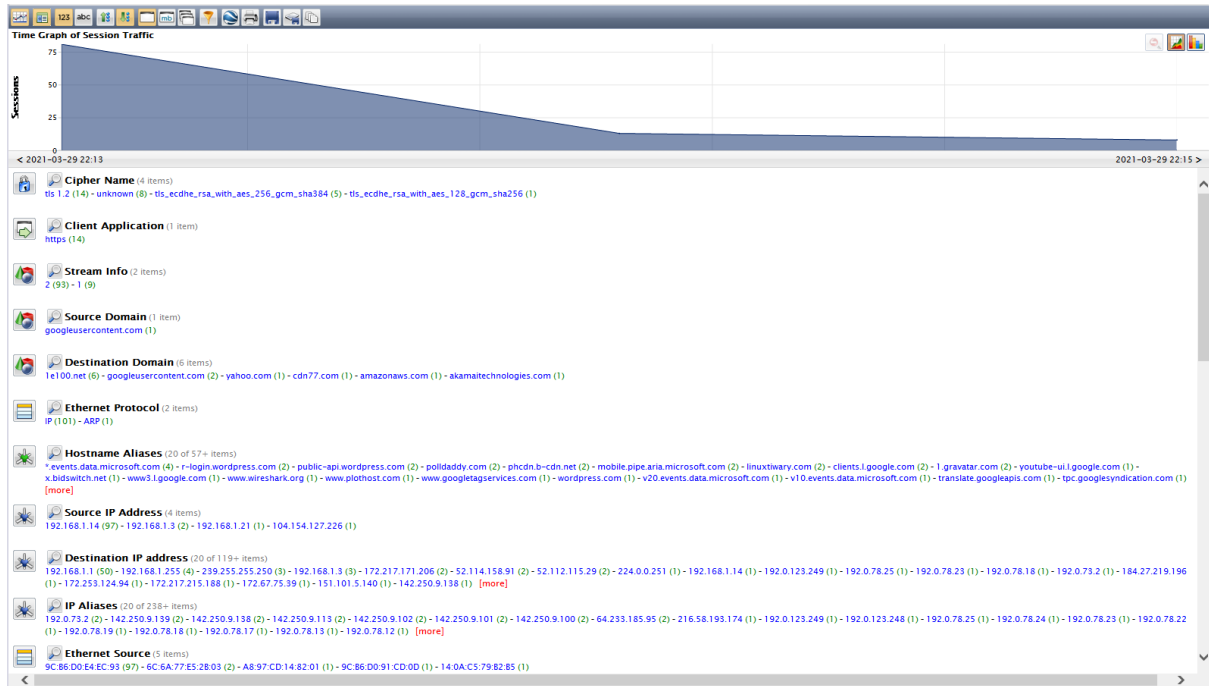 123 abc mb
Time Graph of Session Traffic
75
50
25
0
Sessions
< 2021-03-29 22:13 2021-03-29 22:15 >
Cipher Name (4 items)
tls 1.2 (14) - unknown (8) - tls_ecdhe_rsa_with_aes_256_gcm_sha384 (5) - tls_ecdhe_rsa_with_aes_128_gcm_sha256 (1)
Client Application (1 item)
https (14)
Stream Info (2 items)
2 (93) - 1 (9)
Source Domain (1 item)
googleusercontent.com (1)
Destination Domain (6 items)
1e100.net (6) - googleusercontent.com (2) - yahoo.com (1) - cdn77.com (1) - amazonaws.com (1) - akamaitechnologies.com (1)
Ethernet Protocol (2 items)
IP (101) - ARP (1)
Hostname Aliases (20 of 57+ items)
*.events.data.microsoft.com (4) - r-login.wordpress.com (2) - public-api.wordpress.com (2) - polldaddy.com (2) - phcdn.b-cdn.net (2) - mobile.pipe.aria.microsoft.com (2) - linuxtiwary.com (2) - clients.l.google.com (2) - 1.gravatar.com (2) - youtube-ui.l.google.com (1) -
x.bidswitch.net (1) - www3.l.google.com (1) - www.wireshark.org (1) - www.plothost.com (1) - www.googletagservices.com (1) - wordpress.com (1) - v20.events.data.microsoft.com (1) - v10.events.data.microsoft.com (1) - translate.googleapis.com (1) - tpc.googlesyndication.com (1)
[more]
Source IP Address (4 items)
192.168.1.14 (97) - 192.168.1.3 (2) - 192.168.1.21 (1) - 104.154.127.226 (1)
Destination IP address (20 of 119+ items)
192.168.1.1 (50) - 192.168.1.255 (4) - 239.255.255.250 (3) - 192.168.1.3 (3) - 172.217.171.206 (2) - 52.114.158.91 (2) - 52.112.115.29 (2) - 224.0.0.251 (1) - 192.168.1.14 (1) - 192.0.123.249 (1) - 192.0.78.25 (1) - 192.0.78.23 (1) - 192.0.78.18 (1) - 192.0.73.2 (1) - 184.27.219.196
(1) - 172.253.124.94 (1) - 172.217.215.188 (1) - 172.67.75.39 (1) - 151.101.5.140 (1) - 142.250.9.138 (1) [more]
IP Aliases (20 of 238+ items)
192.0.73.2 (2) - 142.250.9.139 (2) - 142.250.9.138 (2) - 142.250.9.113 (2) - 142.250.9.102 (2) - 142.250.9.101 (2) - 142.250.9.100 (2) - 64.233.185.95 (2) - 216.58.193.174 (1) - 192.0.123.249 (1) - 192.0.123.248 (1) - 192.0.78.25 (1) - 192.0.78.24 (1) - 192.0.78.23 (1) - 192.0.78.22
(1) - 192.0.78.19 (1) - 192.0.78.18 (1) - 192.0.78.17 (1) - 192.0.78.13 (1) - 192.0.78.12 (1) [more]
Ethernet Source (5 items)
9C:B6:D0:E4:EC:93 (97) - 6C:6A:77:E5:2B:03 (2) - A8:97:CD:14:82:01 (1) - 9C:B6:D0:91:CD:0D (1) - 14:0A:C5:79:B2:B5 (1)